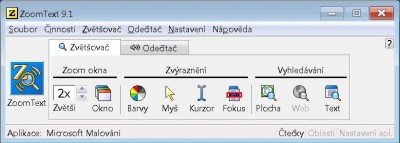 ZoomText 9.1
Soubor Činnosti Zvětšovač Odečítač Nastavení Nápověda
Zvětšovač Odečítač
Zoom okna Zvýraznění Vyhledávání
2x
ZoomText Zvětši Okno Barvy Myš Kurzor Fokus Plocha Web Text
Aplikace: Microsoft Malování Čtečky Oblasti Nastavení apl.